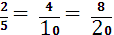 2/5 = 4/10 = 8/20